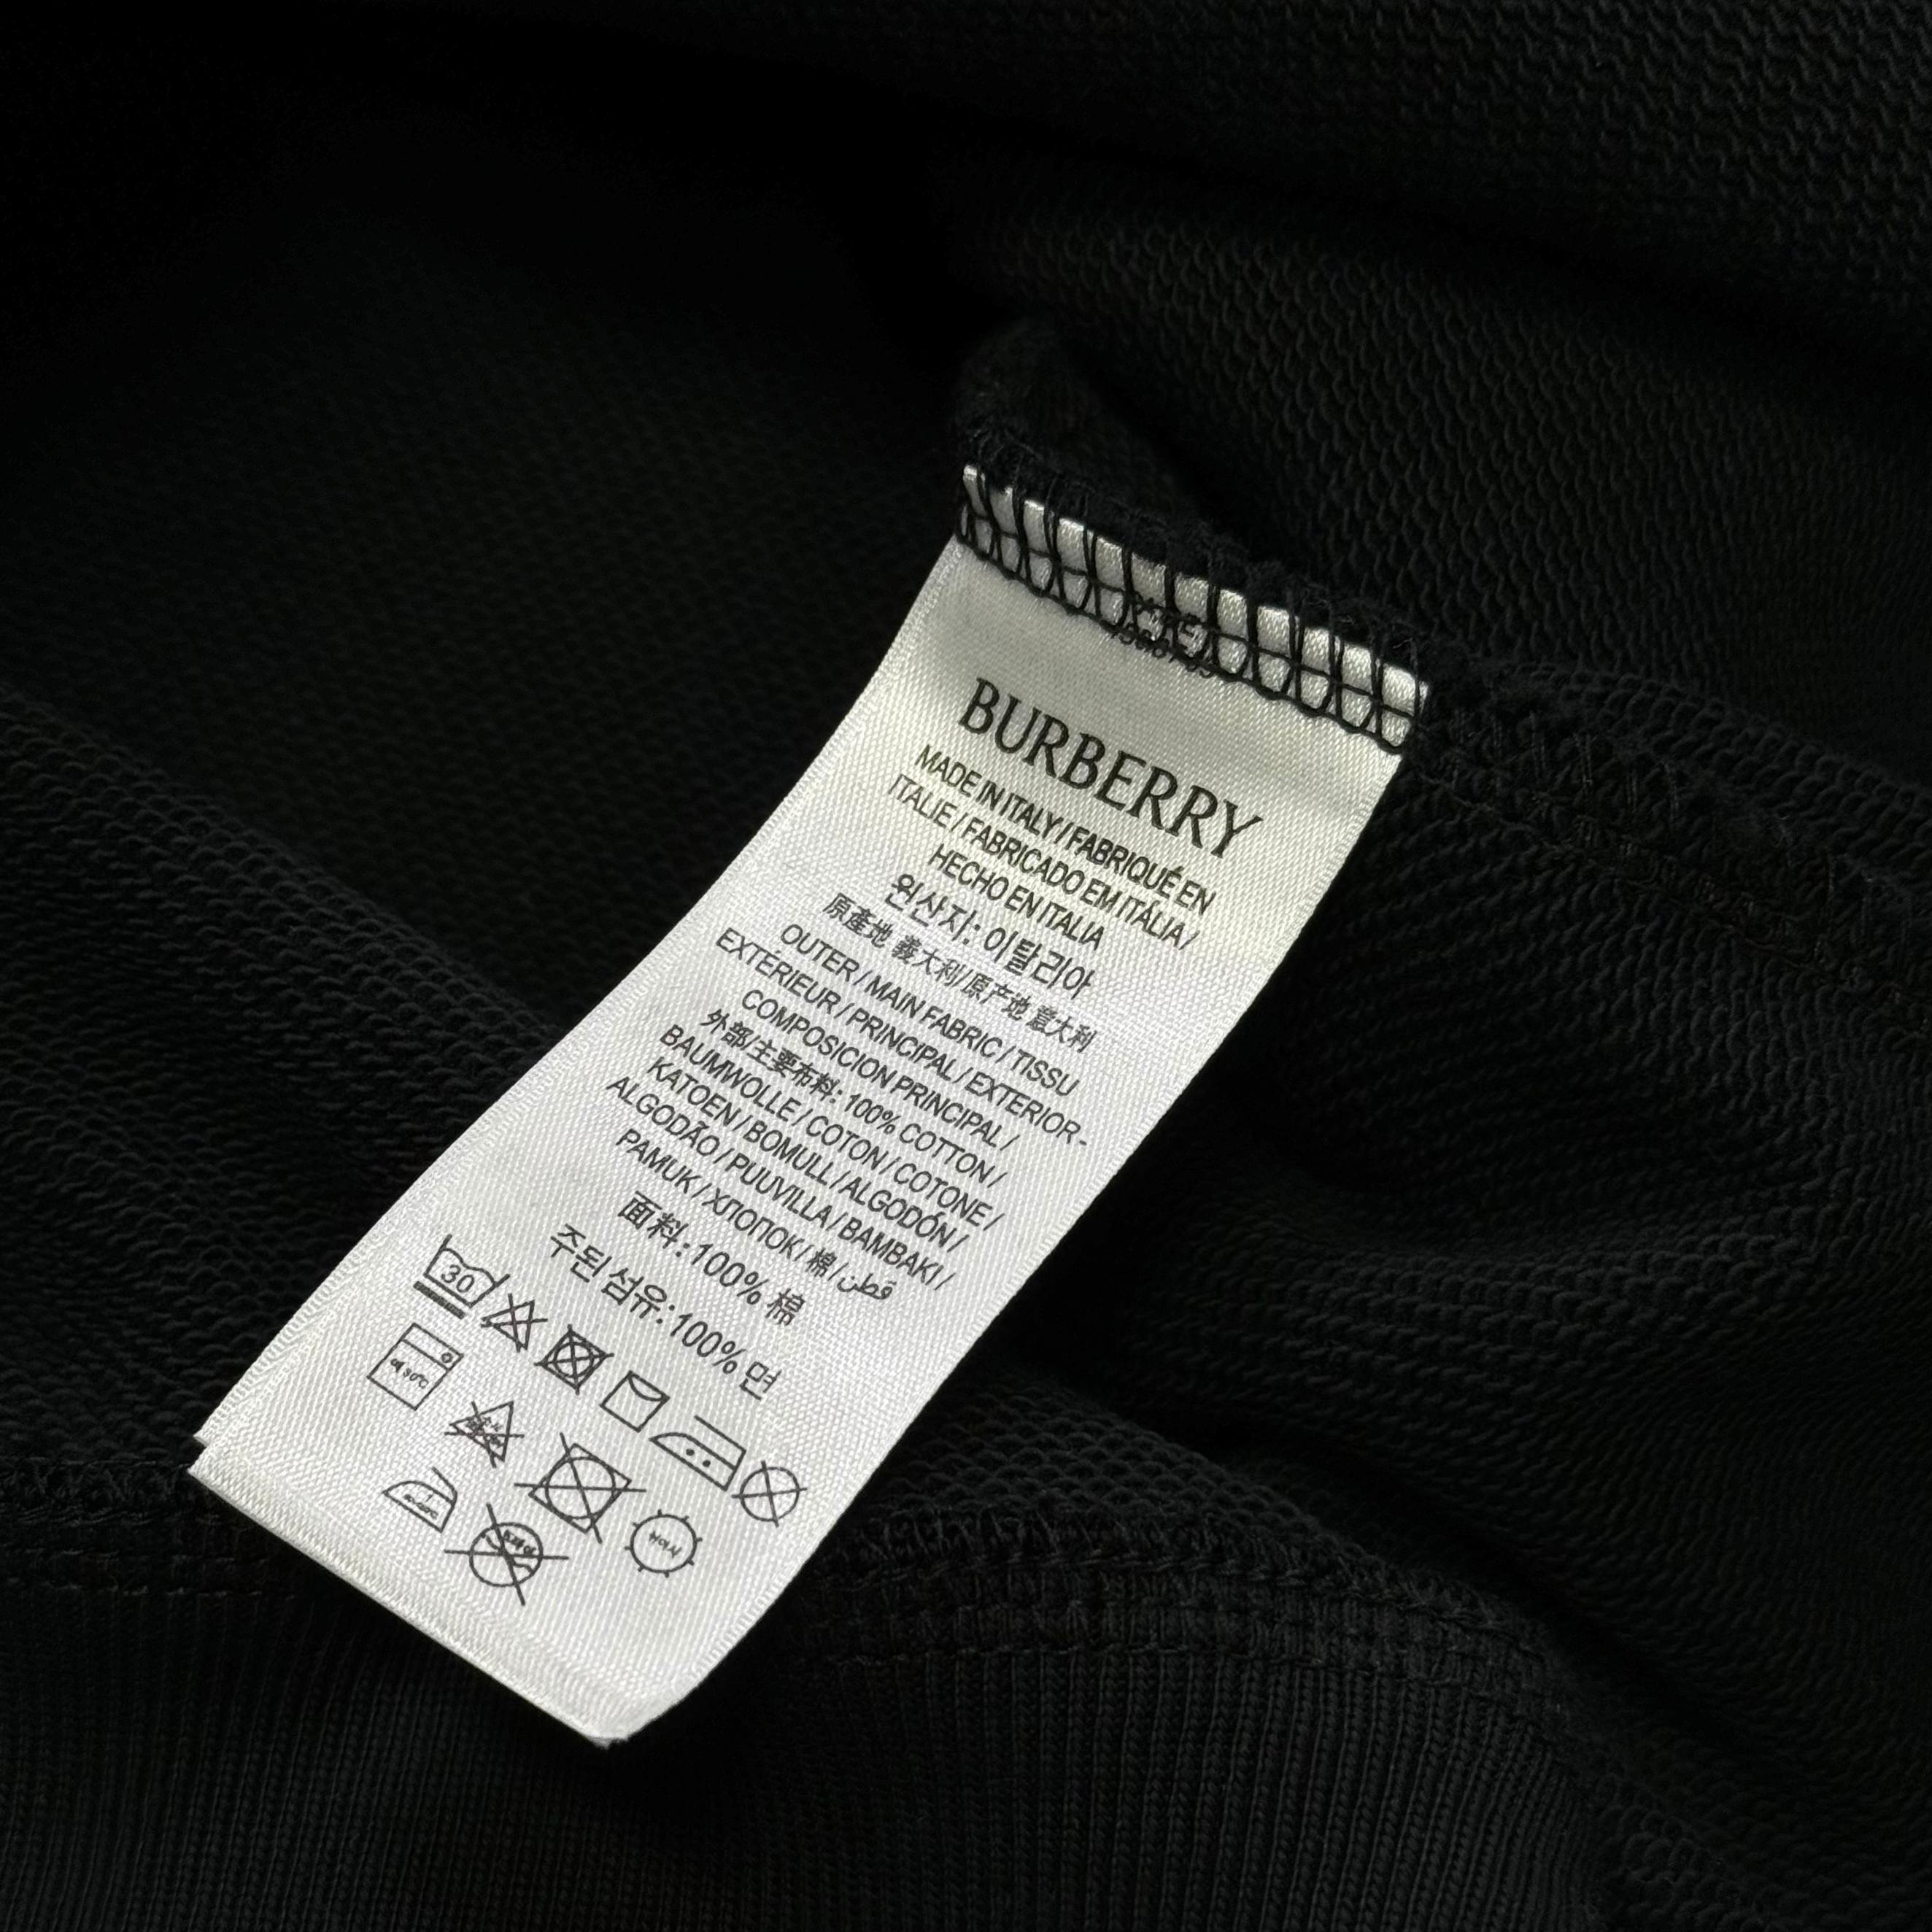 BURBERRY
MADE IN ITALY / FABRIQUÉ EN
ITALIE / FABRICADO EM ITÁLIA /
HECHO EN ITALIA
원산지: 이탈리아
原產地 義大利/原产地 意大利
OUTER / MAIN FABRIC / TISSU
EXTÉRIEUR / PRINCIPAL / EXTERIOR-
COMPOSICION PRINCIPAL /
外部/主要布料: 100% COTTON /
BAUMWOLLE / COTON / COTONE /
KATOEN / BOMULL / ALGODÓN /
ALGODÃO / PUUVILLA / BAMBAKI /
PAMUK / ХПОПОК / 棉 / قطن
面料: 100% 棉
주된 섬유: 100% 면
30
약 30℃